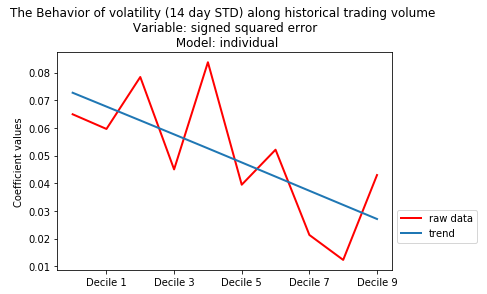 The Behavior of volatility (14 day STD) along historical trading volume
Variable: signed squared error
Model: individual
Coefficient values
0.08
0.07
0.06
0.05
0.04
0.03
0.02
0.01
Decile 1 Decile 3 Decile 5 Decile 7 Decile 9
raw data
trend